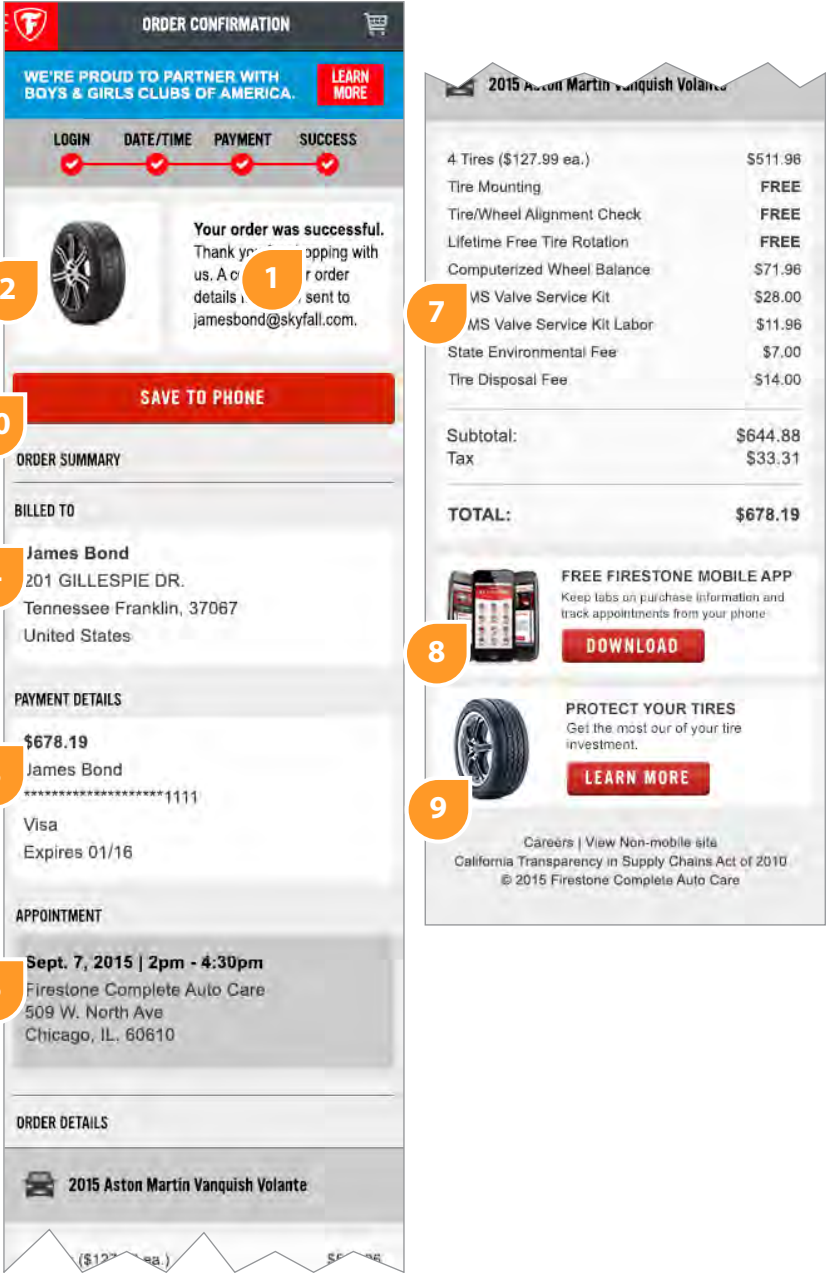 F
ORDER CONFIRMATION
WE'RE PROUD TO PARTNER WITH
BOYS & GIRLS CLUBS OF AMERICA.
LEARN
MORE
LOGIN DATE/TIME PAYMENT SUCCESS
Your order was successful.
Thank opping with
us. A order
details sent to
jamesbond@skyfall.com.
1
2
SAVE TO PHONE
0
ORDER SUMMARY
BILLED TO
James Bond
201 GILLESPIE DR.
Tennessee Franklin, 37067
United States
PAYMENT DETAILS
$678.19
James Bond
********************1111
Visa
Expires 01/16
APPOINTMENT
Sept. 7, 2015 | 2pm - 4:30pm
Firestone Complete Auto Care
509 W. North Ave
Chicago, IL. 60610
ORDER DETAILS
2015 Aston Martin Vanquish Volante
ea.)
2015 Aston Martin Vanquish Volante
4 Tires ($127.99 ea.) $511.96
Tire Mounting FREE
Tire/Wheel Alignment Check FREE
Lifetime Free Tire Rotation FREE
Computerized Wheel Balance $71.96
MS Valve Service Kit $28.00
7
MS Valve Service Kit Labor $11.96
State Environmental Fee $7.00
Tire Disposal Fee $14.00
Subtotal: $644.88
Tax $33.31
TOTAL: $678.19
FREE FIRESTONE MOBILE APP
Keep tabs on purchase information and
track appointments from your phone
DOWNLOAD
8
PROTECT YOUR TIRES
Get the most our of your tire
investment.
LEARN MORE
9
Careers | View Non-mobile site
California Transparency in Supply Chains Act of 2010
© 2015 Firestone Complete Auto Care